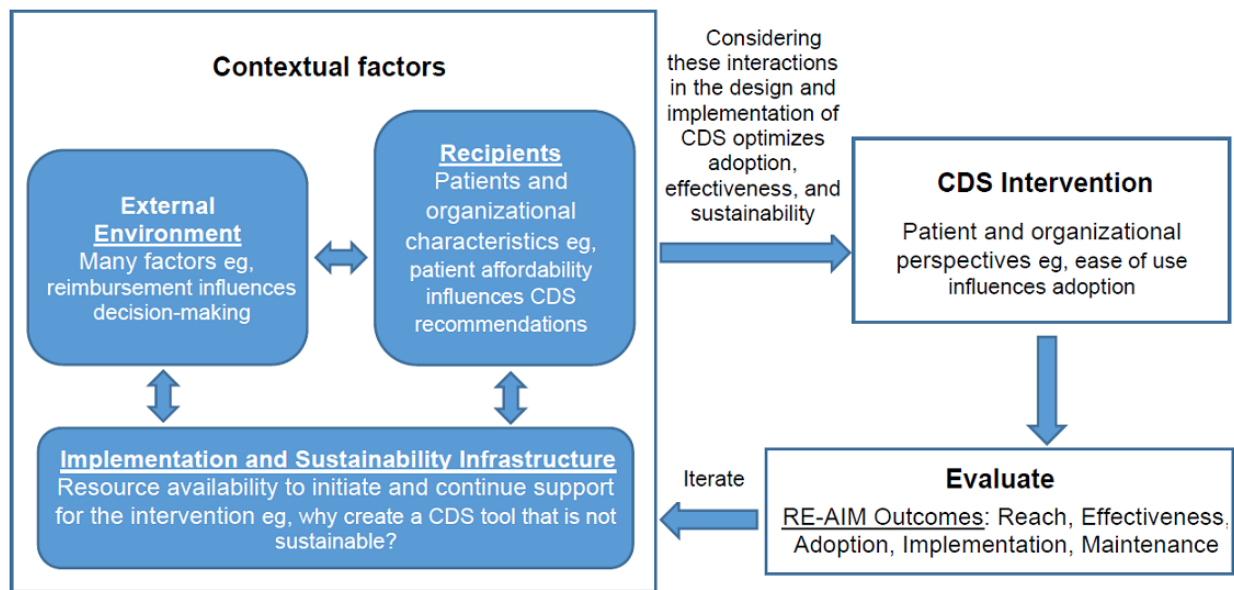 Contextual factors
External
Environment
Many factors eg,
reimbursement influences
decision-making
Recipients
Patients and
organizational
characteristics eg,
patient affordability
influences CDS
recommendations
Implementation and Sustainability Infrastructure
Resource availability to initiate and continue support
for the intervention eg, why create a CDS tool that is not
sustainable?
Considering
these interactions
in the design and
implementation of
CDS optimizes
adoption,
effectiveness, and
sustainability
CDS Intervention
Patient and organizational
perspectives eg, ease of use
influences adoption
Evaluate
RE-AIM Outcomes: Reach, Effectiveness,
Adoption, Implementation, Maintenance
Iterate